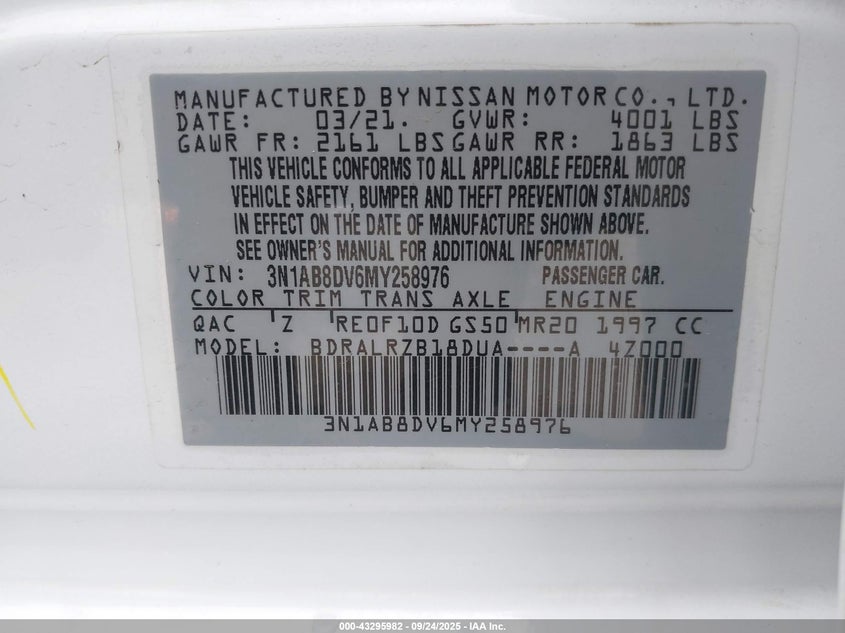 MANUFACTURED BY NISSAN MOTOR CO., LTD.
DATE: 03/21. GVWR: 4001 LBS
GAWR FR: 2161 LBS GAWR RR: 1863 LBS
THIS VEHICLE CONFORMS TO ALL APPLICABLE FEDERAL MOTOR
VEHICLE SAFETY, BUMPER AND THEFT PREVENTION STANDARDS
IN EFFECT ON THE DATE OF MANUFACTURE SHOWN ABOVE.
SEE OWNER'S MANUAL FOR ADDITIONAL INFORMATION.
VIN: 3N1AB8DV6MY258976 PASSENGER CAR.
COLOR TRIM TRANS AXLE ENGINE
QAC Z RE0F10D GS50 MR20 1997 CC
MODEL: BDRALRZB18DUA----A 4Z000
3N1AB8DV6MY258976
000-43295982 - 09/24/2025 - IAA Inc.